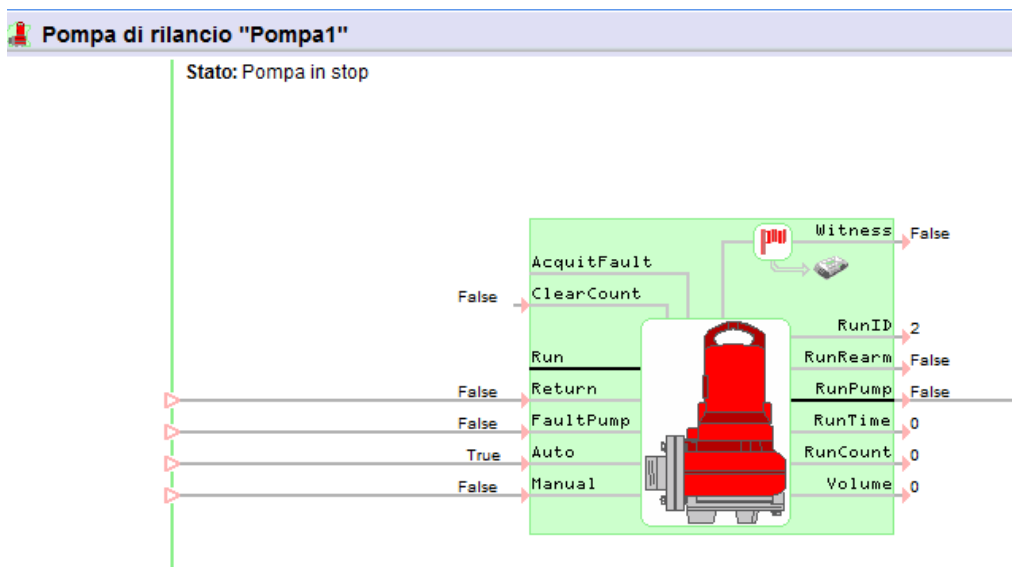 Pompa di rilancio "Pompa1"
Stato: Pompa in stop
Witness False
AcquitFault
False ClearCount
RunID 2
Run RunRearm False
False Return RunPump False
False FaultPump RunTime 0
True Auto RunCount 0
False Manual Volume 0